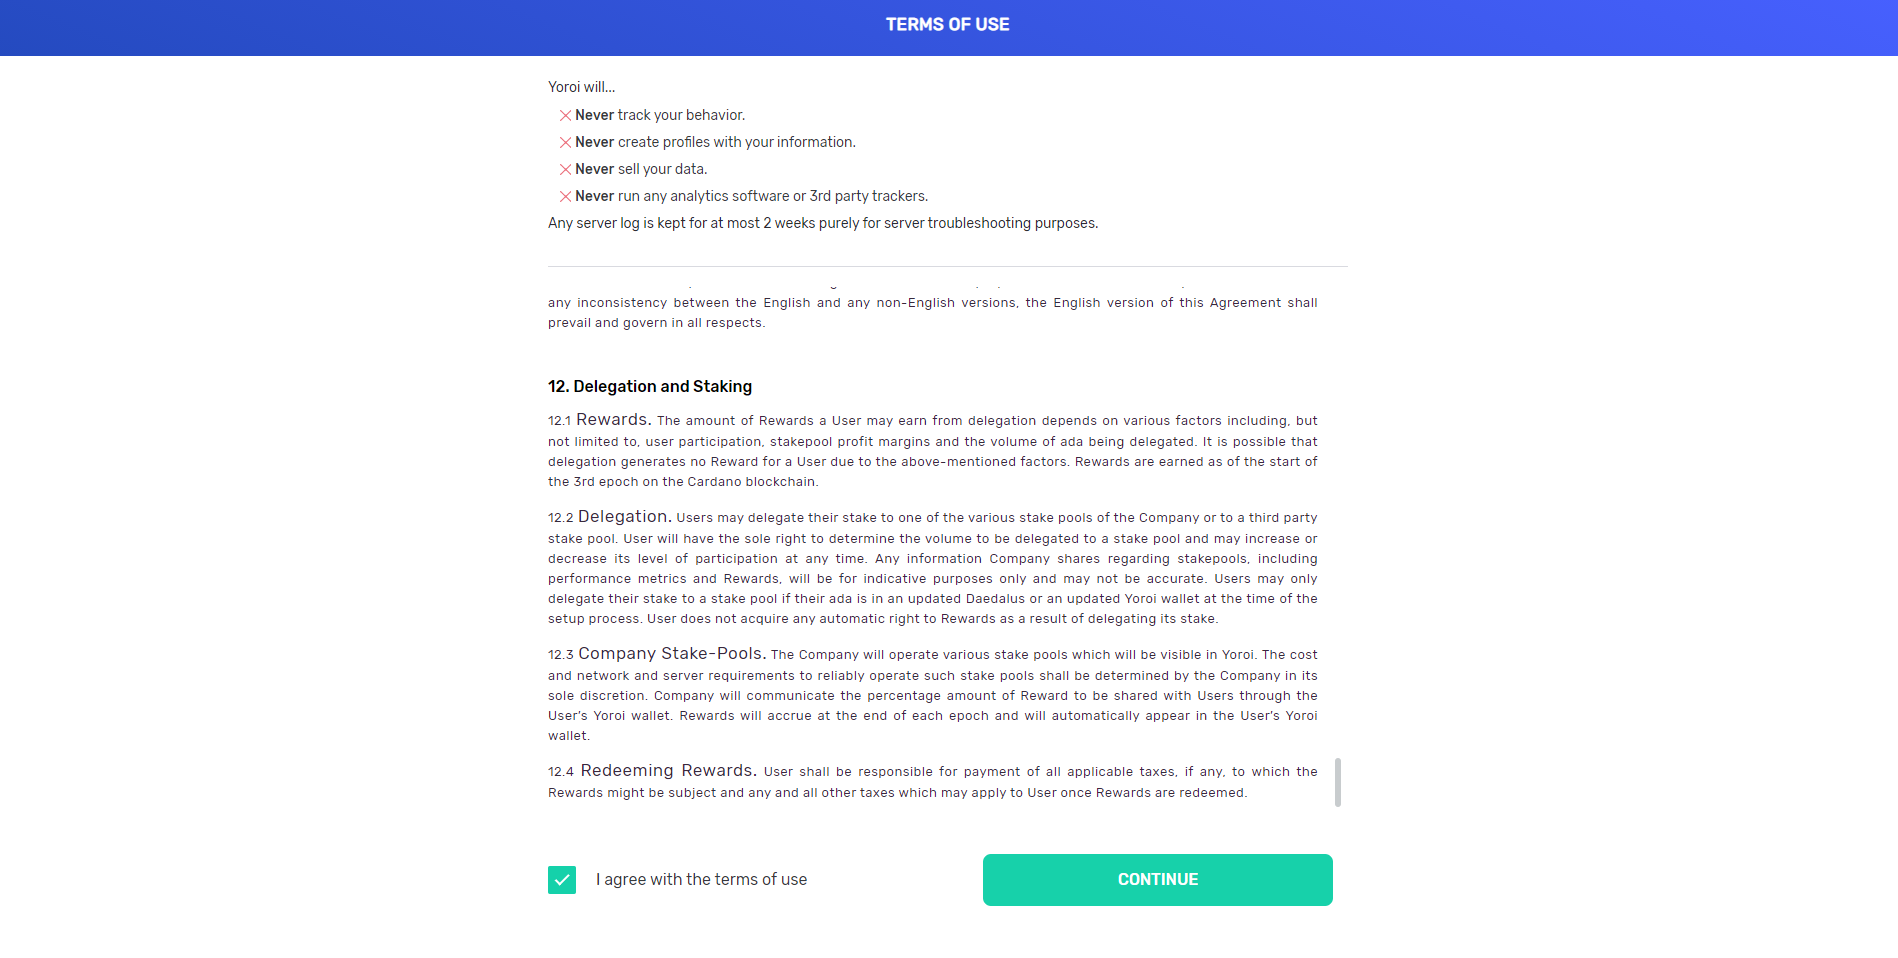 TERMS OF USE
Yoroi will...
Never track your behavior.
Never create profiles with your information.
Never sell your data.
Never run any analytics software or 3rd party trackers.
Any server log is kept for at most 2 weeks purely for server troubleshooting purposes.
any inconsistency between the English and any non-English versions, the English version of this Agreement shall
prevail and govern in all respects.
12. Delegation and Staking
12.1 Rewards. The amount of Rewards a User may earn from delegation depends on various factors including, but
not limited to, user participation, stakepool profit margins and the volume of ada being delegated. It is possible that
delegation generates no Reward for a User due to the above-mentioned factors. Rewards are earned as of the start of
the 3rd epoch on the Cardano blockchain.
12.2 Delegation. Users may delegate their stake to one of the various stake pools of the Company or to a third party
stake pool. User will have the sole right to determine the volume to be delegated to a stake pool and may increase or
decrease its level of participation at any time. Any information Company shares regarding stakepools, including
performance metrics and Rewards, will be for indicative purposes only and may not be accurate. Users may only
delegate their stake to a stake pool if their ada is in an updated Daedalus or an updated Yoroi wallet at the time of the
setup process. User does not acquire any automatic right to Rewards as a result of delegating its stake.
12.3 Company Stake-Pools. The Company will operate various stake pools which will be visible in Yoroi. The cost
and network and server requirements to reliably operate such stake pools shall be determined by the Company in its
sole discretion. Company will communicate the percentage amount of Reward to be shared with Users through the
User's Yoroi wallet. Rewards will accrue at the end of each epoch and will automatically appear in the User's Yoroi
wallet.
12.4 Redeeming Rewards. User shall be responsible for payment of all applicable taxes, if any, to which the
Rewards might be subject and any and all other taxes which may apply to User once Rewards are redeemed.
I agree with the terms of use
CONTINUE